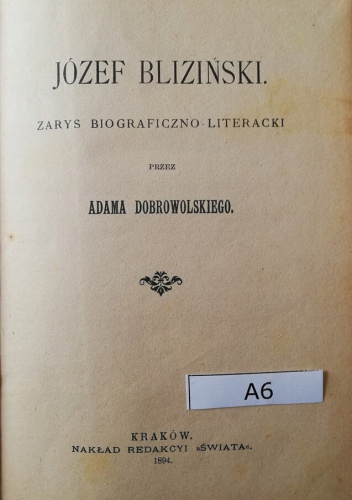 JÓZEF BLIZIŃSKI.
ZARYS BIOGRAFICZNO-LITERACKI
PRZEZ
ADAMA DOBROWOLSKIEGO.
A6
KRAKÓW.
NAKŁAD REDAKCYI »ŚWIATA«.
1894.